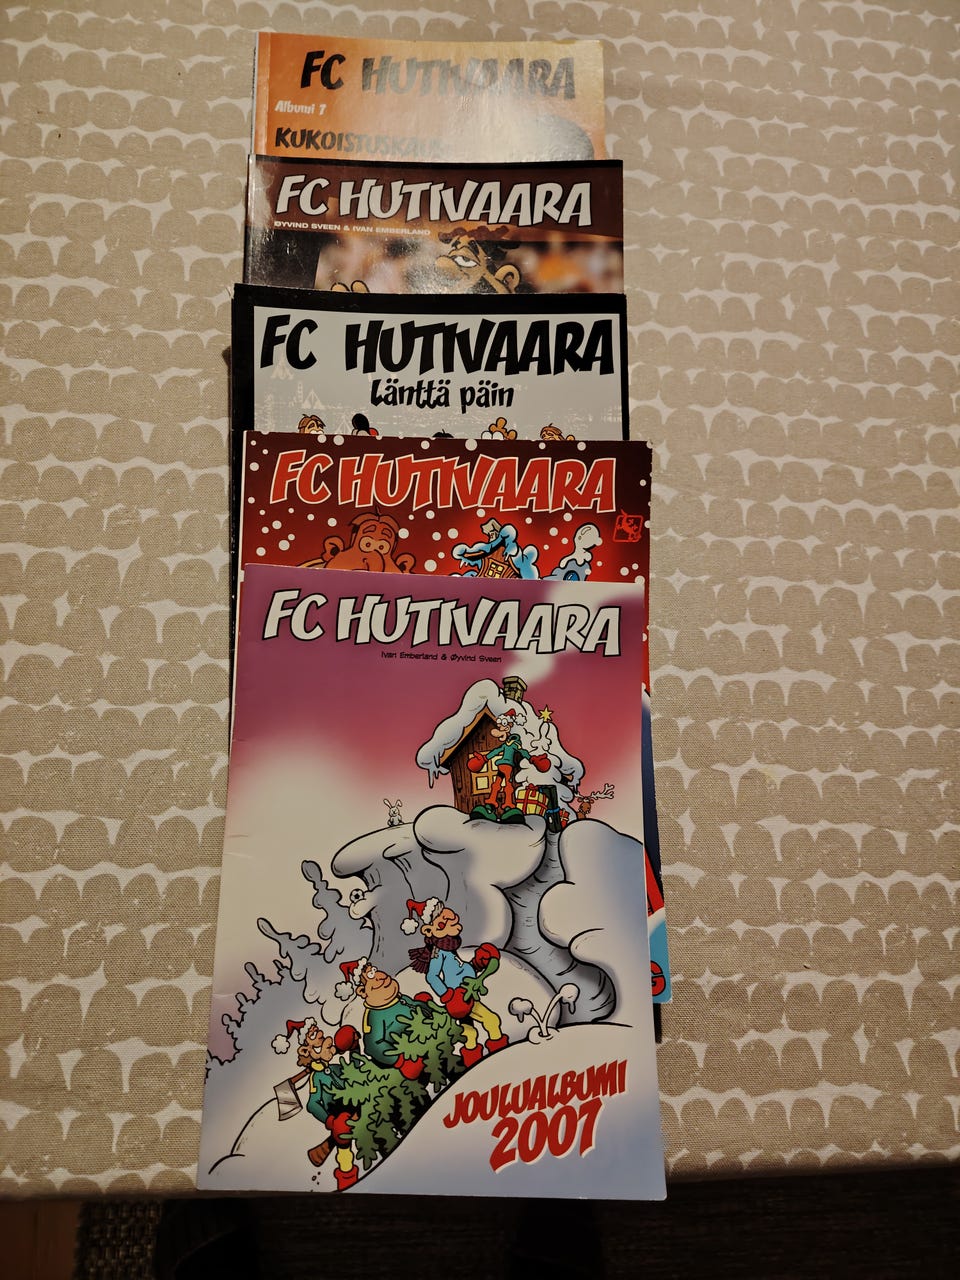 FC HUTIVAARA
Albumi 7
KUKOISTUSKAUSI
FC HUTIVAARA
ØYVIND SVEEN & IVAN EMBERLAND
FC HUTIVAARA
Länttä päin
FC HUTIVAARA
FC HUTIVAARA
Ivan Emberland & Øyvind Sveen
JOULUALBUMI
2007
G